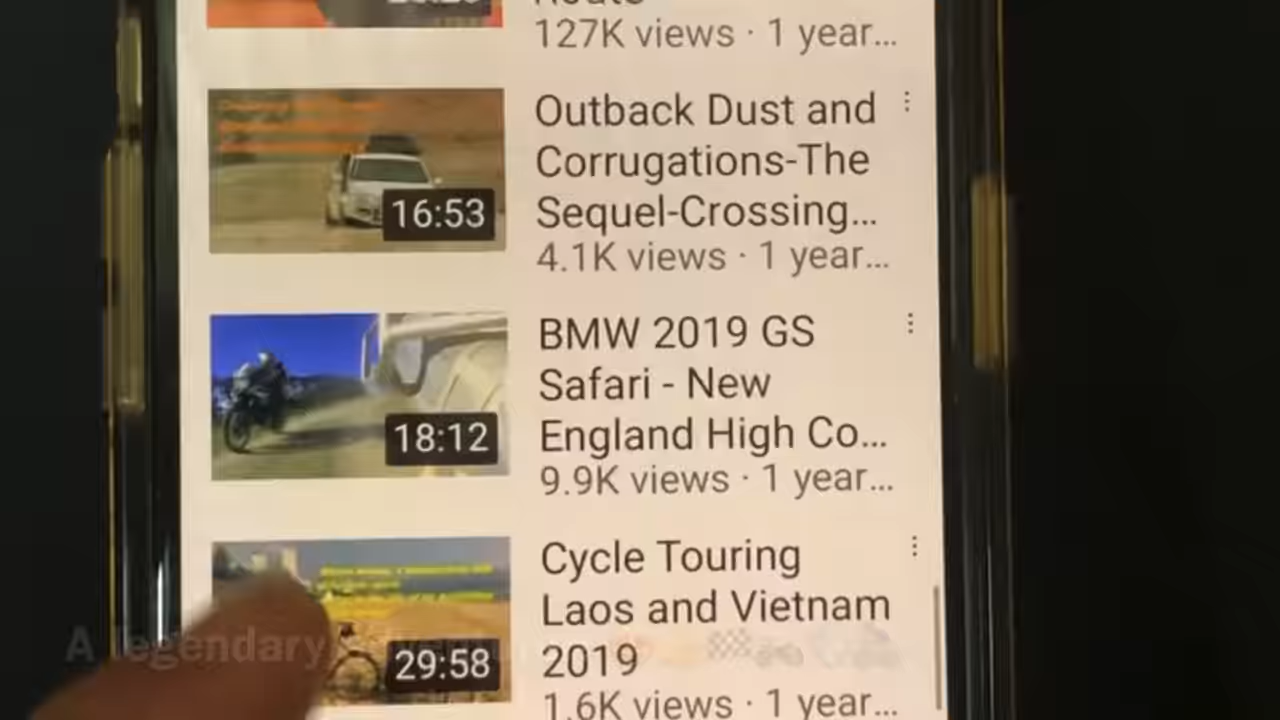 127K views · 1 year...
Outback Dust and
Corrugations-The
Sequel-Crossing...
4.1K views · 1 year...
16:53
BMW 2019 GS
Safari - New
England High Co...
9.9K views · 1 year...
18:12
Cycle Touring
Laos and Vietnam
2019
1.6K views · 1 year...
29:58
A legendary